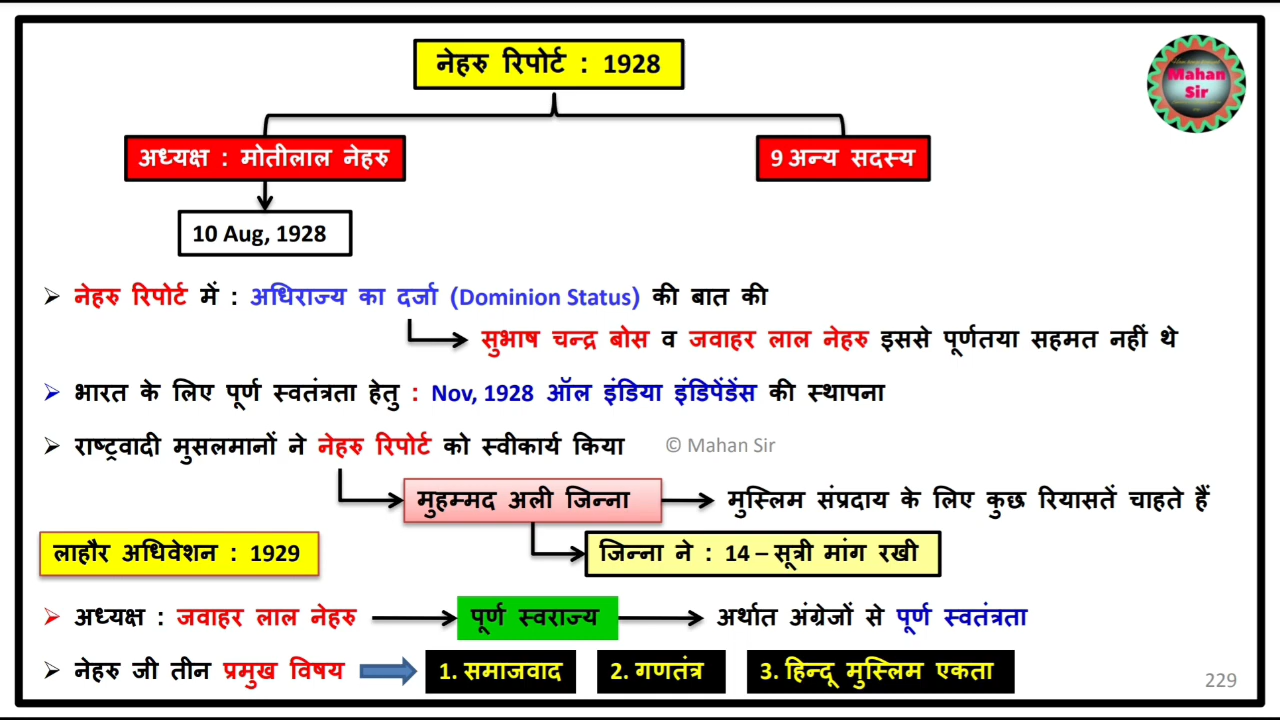 नेहरु रिपोर्ट : 1928
Mahan
Sir
अध्यक्ष : मोतीलाल नेहरु
9 अन्य सदस्य
10 Aug, 1928
➢ नेहरु रिपोर्ट में : अधिराज्य का दर्जा (Dominion Status) की बात की
सुभाष चन्द्र बोस व जवाहर लाल नेहरु इससे पूर्णतया सहमत नहीं थे
➢ भारत के लिए पूर्ण स्वतंत्रता हेतु : Nov, 1928 ऑल इंडिया इंडिपेंडेंस की स्थापना
➢ राष्ट्रवादी मुसलमानों ने नेहरु रिपोर्ट को स्वीकार्य किया
© Mahan Sir
मुहम्मद अली जिन्ना
मुस्लिम संप्रदाय के लिए कुछ रियासतें चाहते हैं
लाहौर अधिवेशन : 1929
जिन्ना ने : 14 – सूत्री मांग रखी
➢ अध्यक्ष : जवाहर लाल नेहरु
पूर्ण स्वराज्य
अर्थात अंग्रेजों से पूर्ण स्वतंत्रता
➢ नेहरु जी तीन प्रमुख विषय
1. समाजवाद
2. गणतंत्र
3. हिन्दू मुस्लिम एकता
229